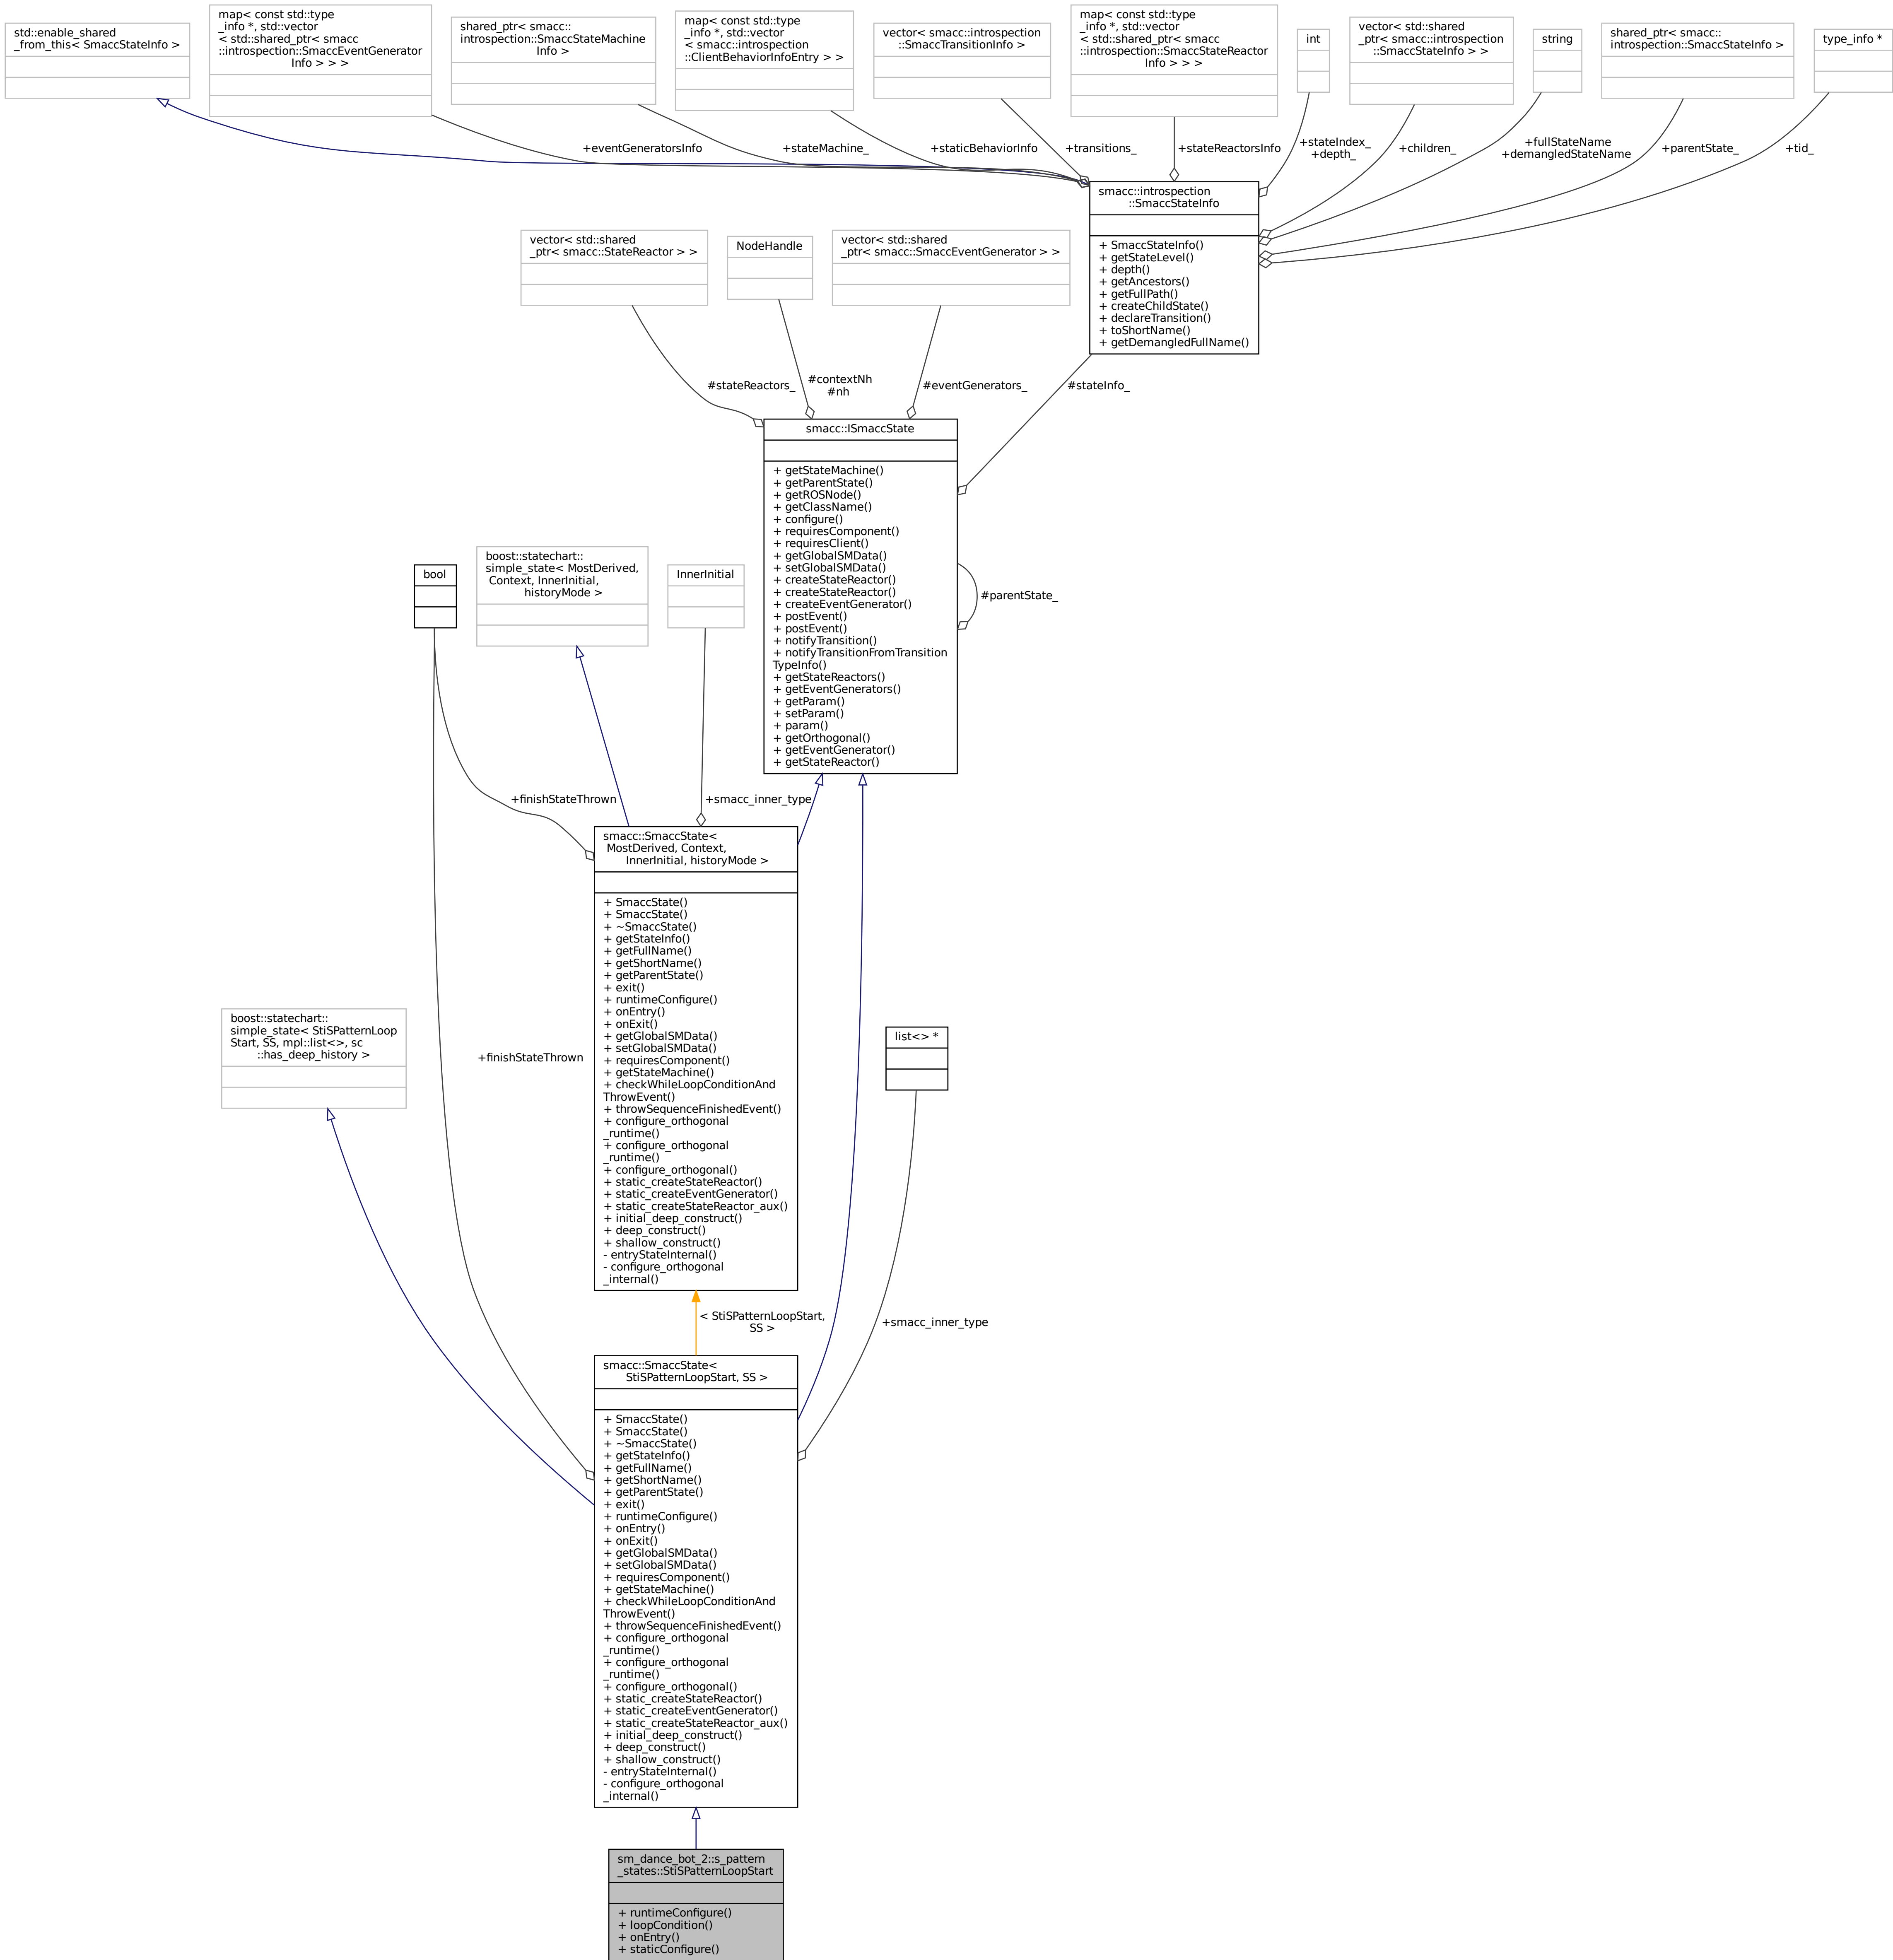 std::enable_shared
_from_this< SmaccStateInfo >
map< const std::type
_info *, std::vector
< std::shared_ptr< smacc
::introspection::SmaccEventGenerator
Info > > >
shared_ptr< smacc::
introspection::SmaccStateMachine
Info >
map< const std::type
_info *, std::vector
< smacc::introspection
::ClientBehaviorInfoEntry > >
vector< smacc::introspection
::SmaccTransitionInfo >
map< const std::type
_info *, std::vector
< std::shared_ptr< smacc
::introspection::SmaccStateReactor
Info > > >
int
vector< std::shared
_ptr< smacc::introspection
::SmaccStateInfo > >
string
shared_ptr< smacc::
introspection::SmaccStateInfo >
type_info *
+eventGeneratorsInfo
+stateMachine_
+staticBehaviorInfo
+transitions_
+stateReactorsInfo
+stateIndex_
+depth_
+children_
+fullStateName
+demangledStateName
+parentState_
+tid_
smacc::introspection
::SmaccStateInfo
+ SmaccStateInfo()
+ getStateLevel()
+ depth()
+ getAncestors()
+ getFullPath()
+ createChildState()
+ declareTransition()
+ toShortName()
+ getDemangledFullName()
vector< std::shared
_ptr< smacc::StateReactor > >
NodeHandle
vector< std::shared
_ptr< smacc::SmaccEventGenerator > >
#stateReactors_
#contextNh
#nh
#eventGenerators_
#stateInfo_
smacc::ISmaccState
+ getStateMachine()
+ getParentState()
+ getROSNode()
+ getClassName()
+ configure()
+ requiresComponent()
+ requiresClient()
+ getGlobalSMData()
+ setGlobalSMData()
+ createStateReactor()
+ createStateReactor()
+ createEventGenerator()
+ postEvent()
+ postEvent()
+ notifyTransition()
+ notifyTransitionFromTransition
TypeInfo()
+ getStateReactors()
+ getEventGenerators()
+ getParam()
+ setParam()
+ param()
+ getOrthogonal()
+ getEventGenerator()
+ getStateReactor()
#parentState_
bool
boost::statechart::
simple_state< MostDerived,
Context, InnerInitial,
historyMode >
InnerInitial
+finishStateThrown
+smacc_inner_type
smacc::SmaccState<
MostDerived, Context,
InnerInitial, historyMode >
+ SmaccState()
+ SmaccState()
+ ~SmaccState()
+ getStateInfo()
+ getFullName()
+ getShortName()
+ getParentState()
+ exit()
+ runtimeConfigure()
+ onEntry()
+ onExit()
+ getGlobalSMData()
+ setGlobalSMData()
+ requiresComponent()
+ getStateMachine()
+ checkWhileLoopConditionAnd
ThrowEvent()
+ throwSequenceFinishedEvent()
+ configure_orthogonal
_runtime()
+ configure_orthogonal
_runtime()
+ configure_orthogonal()
+ static_createStateReactor()
+ static_createEventGenerator()
+ static_createStateReactor_aux()
+ initial_deep_construct()
+ deep_construct()
+ shallow_construct()
- entryStateInternal()
- configure_orthogonal
_internal()
boost::statechart::
simple_state< StiSPatternLoop
Start, SS, mpl::list<>, sc
::has_deep_history >
+finishStateThrown
list<> *
< StiSPatternLoopStart,
SS >
+smacc_inner_type
smacc::SmaccState<
StiSPatternLoopStart, SS >
+ SmaccState()
+ SmaccState()
+ ~SmaccState()
+ getStateInfo()
+ getFullName()
+ getShortName()
+ getParentState()
+ exit()
+ runtimeConfigure()
+ onEntry()
+ onExit()
+ getGlobalSMData()
+ setGlobalSMData()
+ requiresComponent()
+ getStateMachine()
+ checkWhileLoopConditionAnd
ThrowEvent()
+ throwSequenceFinishedEvent()
+ configure_orthogonal
_runtime()
+ configure_orthogonal
_runtime()
+ configure_orthogonal()
+ static_createStateReactor()
+ static_createEventGenerator()
+ static_createStateReactor_aux()
+ initial_deep_construct()
+ deep_construct()
+ shallow_construct()
- entryStateInternal()
- configure_orthogonal
_internal()
sm_dance_bot_2::s_pattern
_states::StiSPatternLoopStart
+ runtimeConfigure()
+ loopCondition()
+ onEntry()
+ staticConfigure()